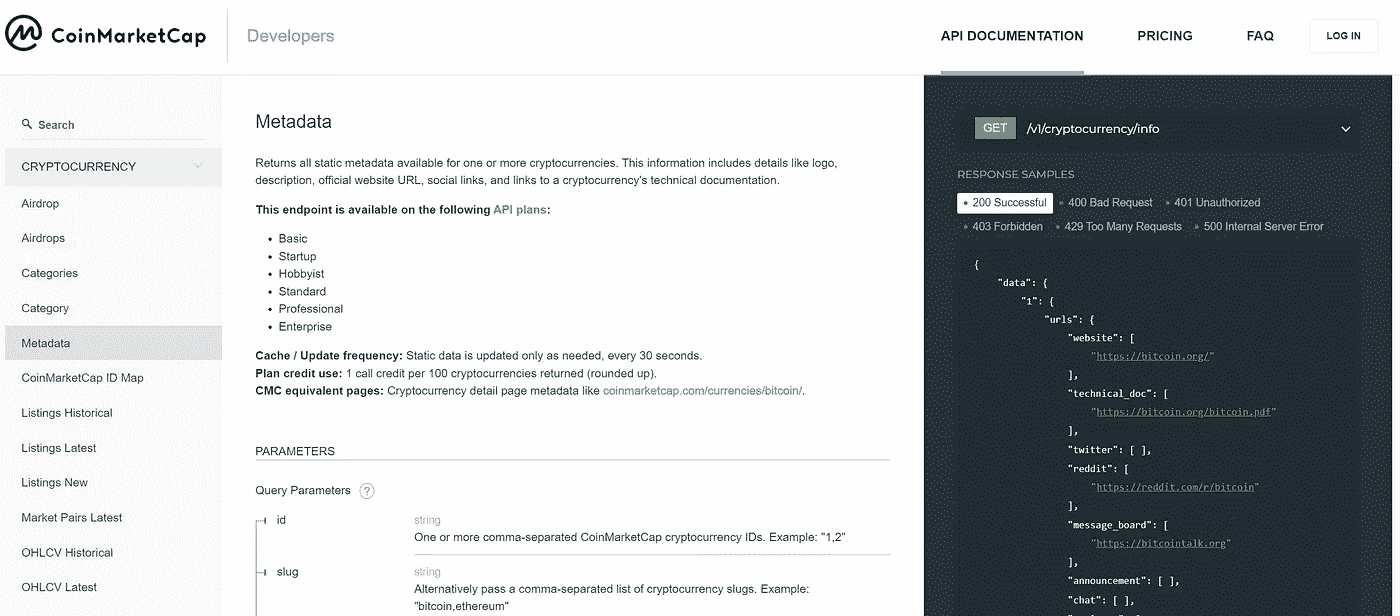 CoinMarketCap
Developers
API DOCUMENTATION
PRICING
FAQ
LOG IN
Search
CRYPTOCURRENCY
Airdrop
Airdrops
Categories
Category
Metadata
CoinMarketCap ID Map
Listings Historical
Listings Latest
Listings New
Market Pairs Latest
OHLCV Historical
OHLCV Latest
Metadata
Returns all static metadata available for one or more cryptocurrencies. This information includes details like logo,
description, official website URL, social links, and links to a cryptocurrency's technical documentation.
This endpoint is available on the following API plans:
• Basic
• Startup
• Hobbyist
• Standard
• Professional
• Enterprise
Cache / Update frequency: Static data is updated only as needed, every 30 seconds.
Plan credit use: 1 call credit per 100 cryptocurrencies returned (rounded up).
CMC equivalent pages: Cryptocurrency detail page metadata like coinmarketcap.com/currencies/bitcoin/.
PARAMETERS
Query Parameters ?
id
string
One or more comma-separated CoinMarketCap cryptocurrency IDs. Example: "1,2"
slug
string
Alternatively pass a comma-separated list of cryptocurrency slugs. Example:
"bitcoin,ethereum"
GET /v1/cryptocurrency/info
RESPONSE SAMPLES
200 Successful 400 Bad Request 401 Unauthorized
403 Forbidden 429 Too Many Requests 500 Internal Server Error
{
"data": {
"1": {
"urls": {
"website": [
"https://bitcoin.org/"
],
"technical_doc": [
"https://bitcoin.org/bitcoin.pdf"
],
"twitter": [ ],
"reddit": [
"https://reddit.com/r/bitcoin"
],
"message_board": [
"https://bitcointalk.org"
],
"announcement": [ ],
"chat": [ ],